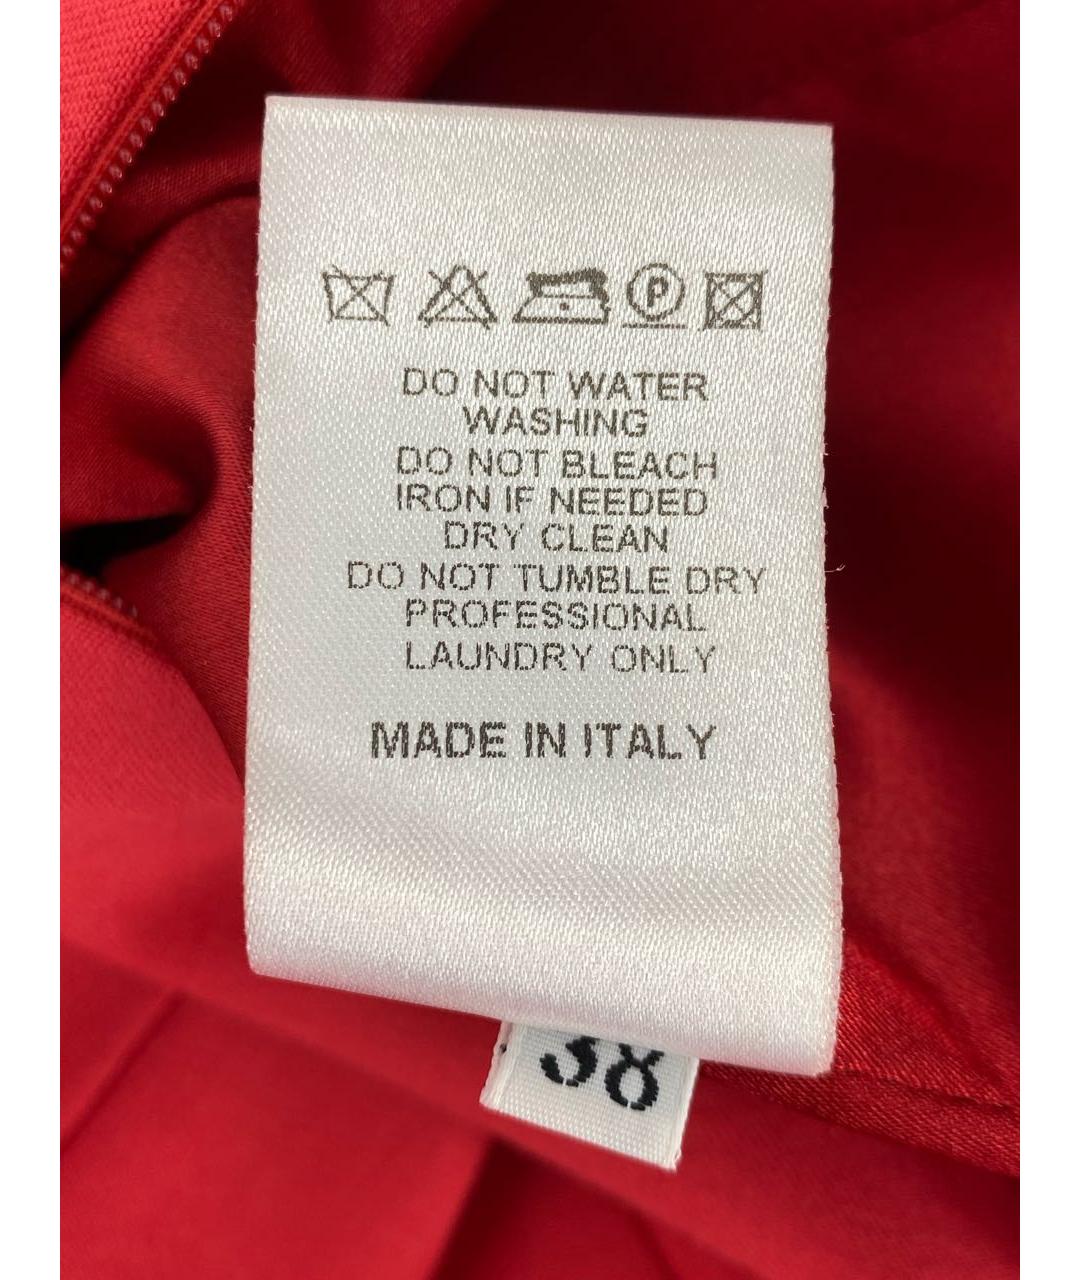 P
DO NOT WATER
WASHING
DO NOT BLEACH
IRON IF NEEDED
DRY CLEAN
DO NOT TUMBLE DRY
PROFESSIONAL
LAUNDRY ONLY
MADE IN ITALY
38